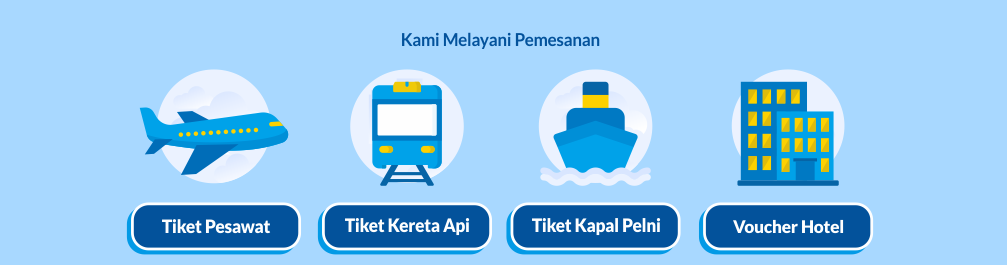 Kami Melayani Pemesanan
Tiket Pesawat
Tiket Kereta Api
Tiket Kapal Pelni
Voucher Hotel